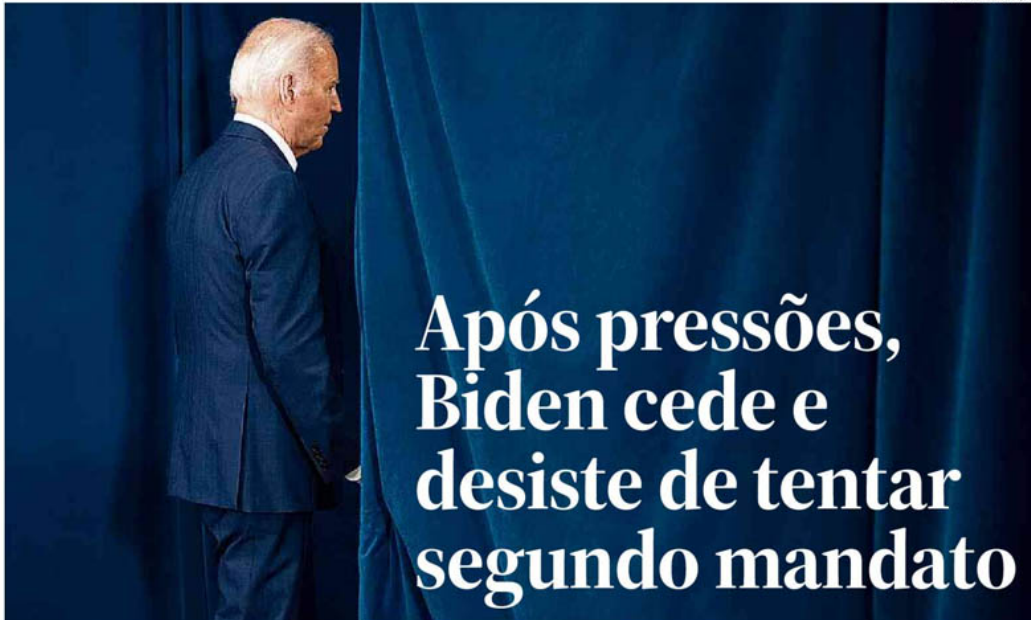 Após pressões,
Biden cede e
desiste de tentar
segundo mandato